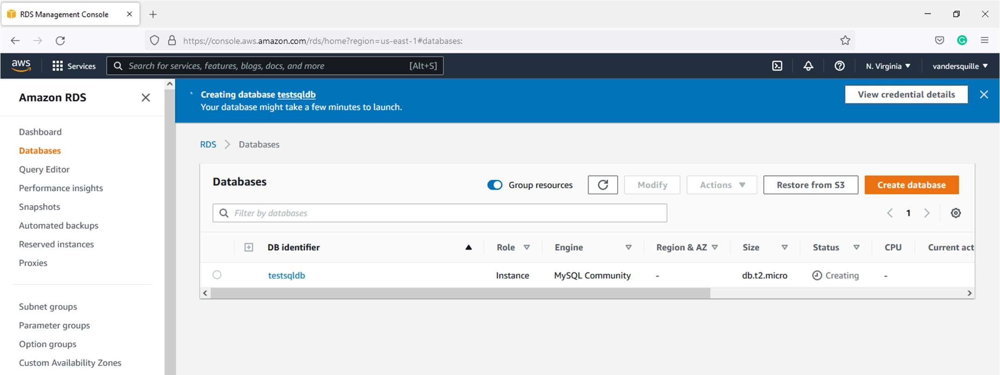 RDS Management Console
https://console.aws.amazon.com/rds/home?region=us-east-1#databases:
aws Services Search for services, features, blogs, docs, and more [Alt+S] N. Virginia vandersquille
Amazon RDS
Dashboard
Databases
Query Editor
Performance insights
Snapshots
Automated backups
Reserved instances
Proxies
Subnet groups
Parameter groups
Option groups
Custom Availability Zones
Creating database testsqldb
Your database might take a few minutes to launch.
View credential details
RDS > Databases
Databases Group resources Modify Actions Restore from S3 Create database
Filter by databases 1
DB identifier Role Engine Region & AZ Size Status CPU Current act
testsqldb Instance MySQL Community - db.t2.micro Creating -